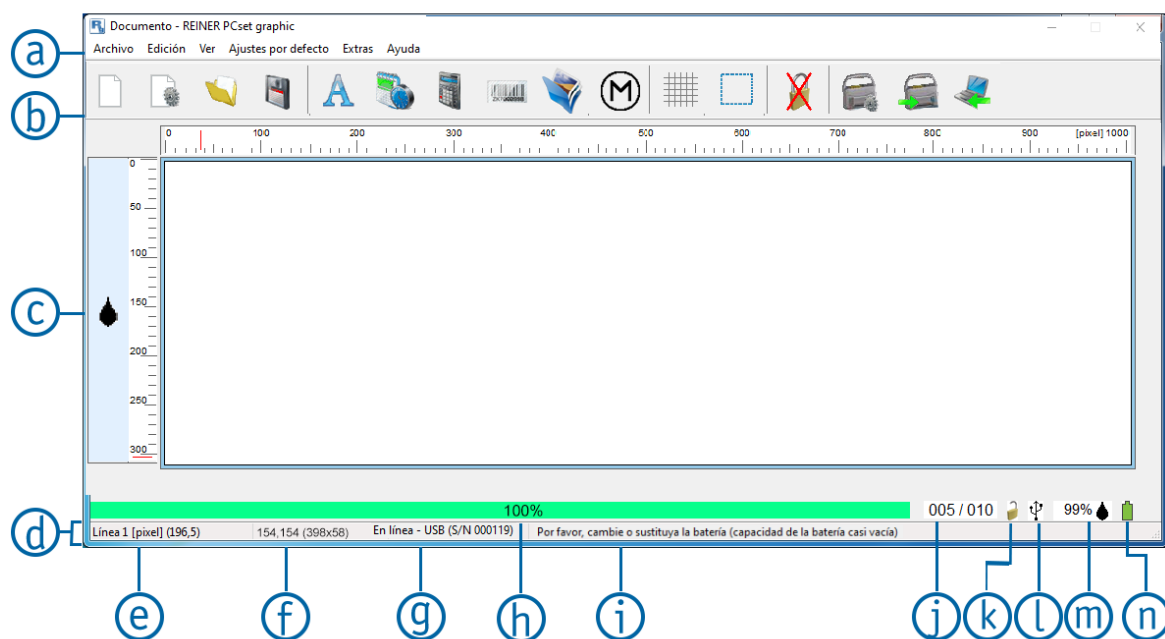 Documento - REINER PCset graphic
Archivo Edición Ver Ajustes por defecto Extras Ayuda
a
b
0 100 200 300 400 500 600 700 800 900 [pixel] 1000
0
50
100
150
200
250
300
c
100% 005 / 010 99%
d
Línea 1 [pixel] (196,5) 154,154 (398x58) En línea - USB (S/N 000119) Por favor, cambie o sustituya la batería (capacidad de la batería casi vacía)
e f g h i j k l m n